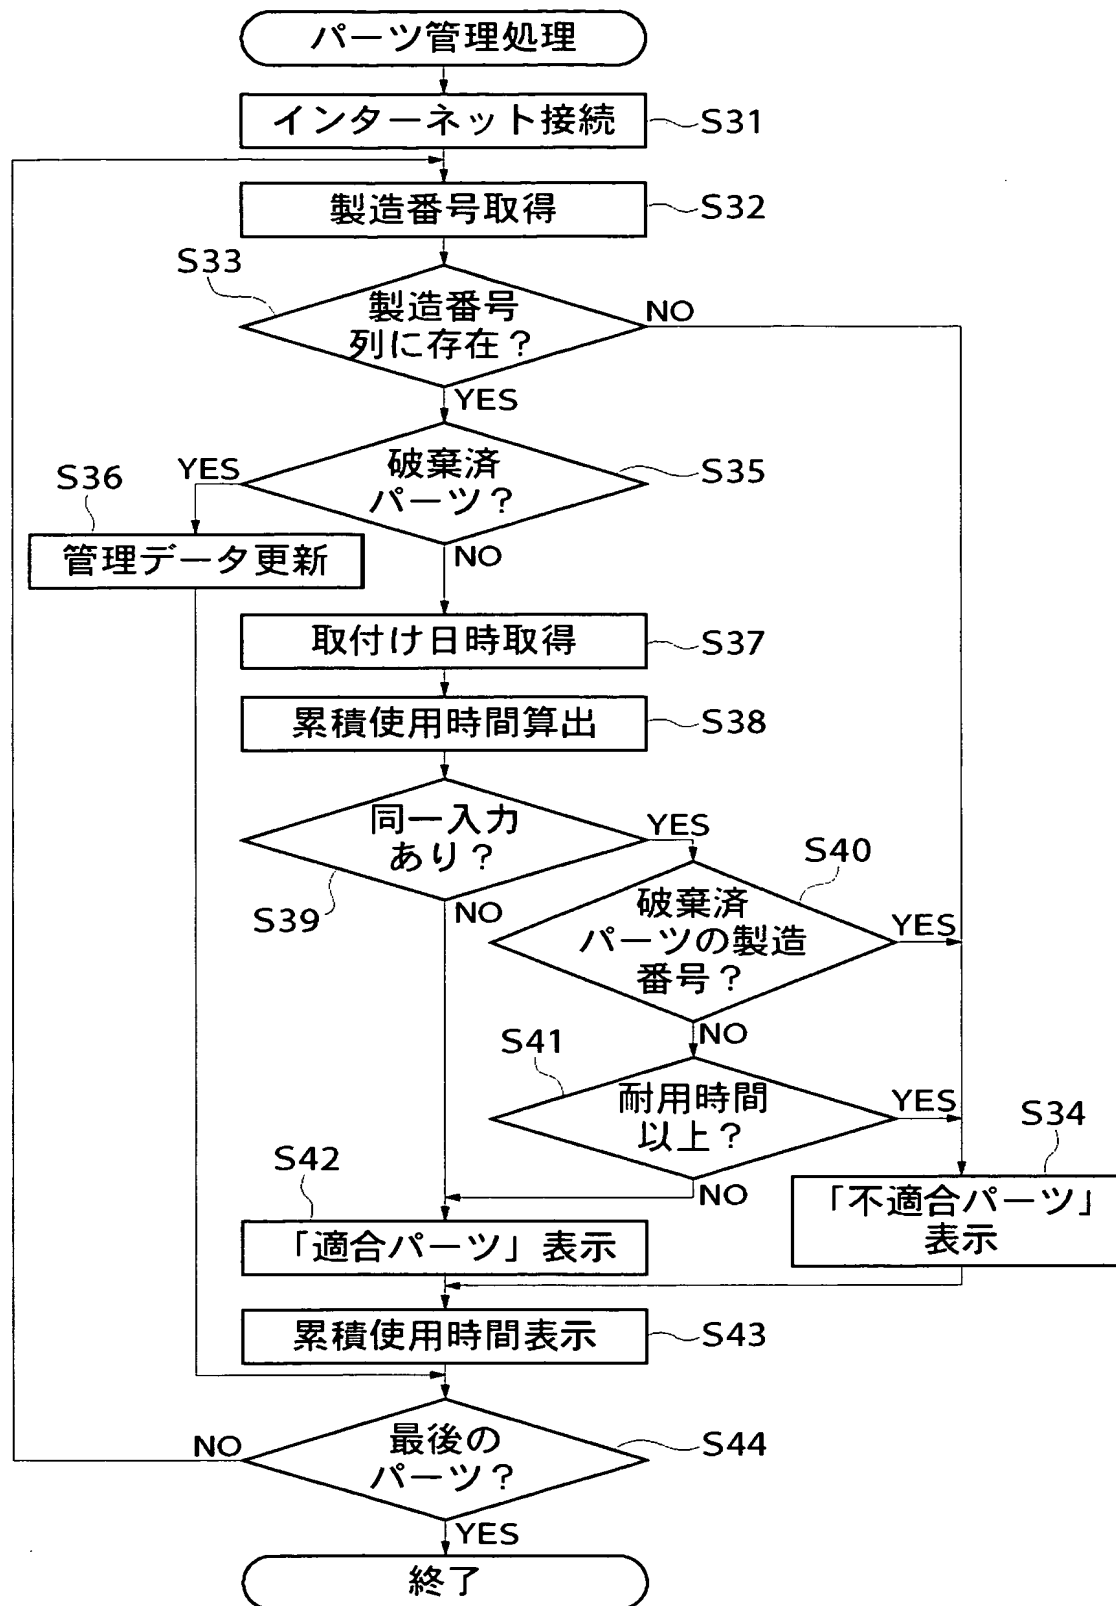 パーツ管理処理
インターネット接続
S31
製造番号取得
S32
S33
製造番号
列に存在？
NO
YES
破棄済
パーツ？
S35
YES
S36
管理データ更新
NO
取付け日時取得
S37
累積使用時間算出
S38
同一入力
あり？
YES
S39
NO
S40
破棄済
パーツの製造
番号？
YES
NO
S41
耐用時間
以上？
YES
NO
S34
「不適合パーツ」
表示
S42
「適合パーツ」表示
累積使用時間表示
S43
最後の
パーツ？
S44
NO
YES
終了